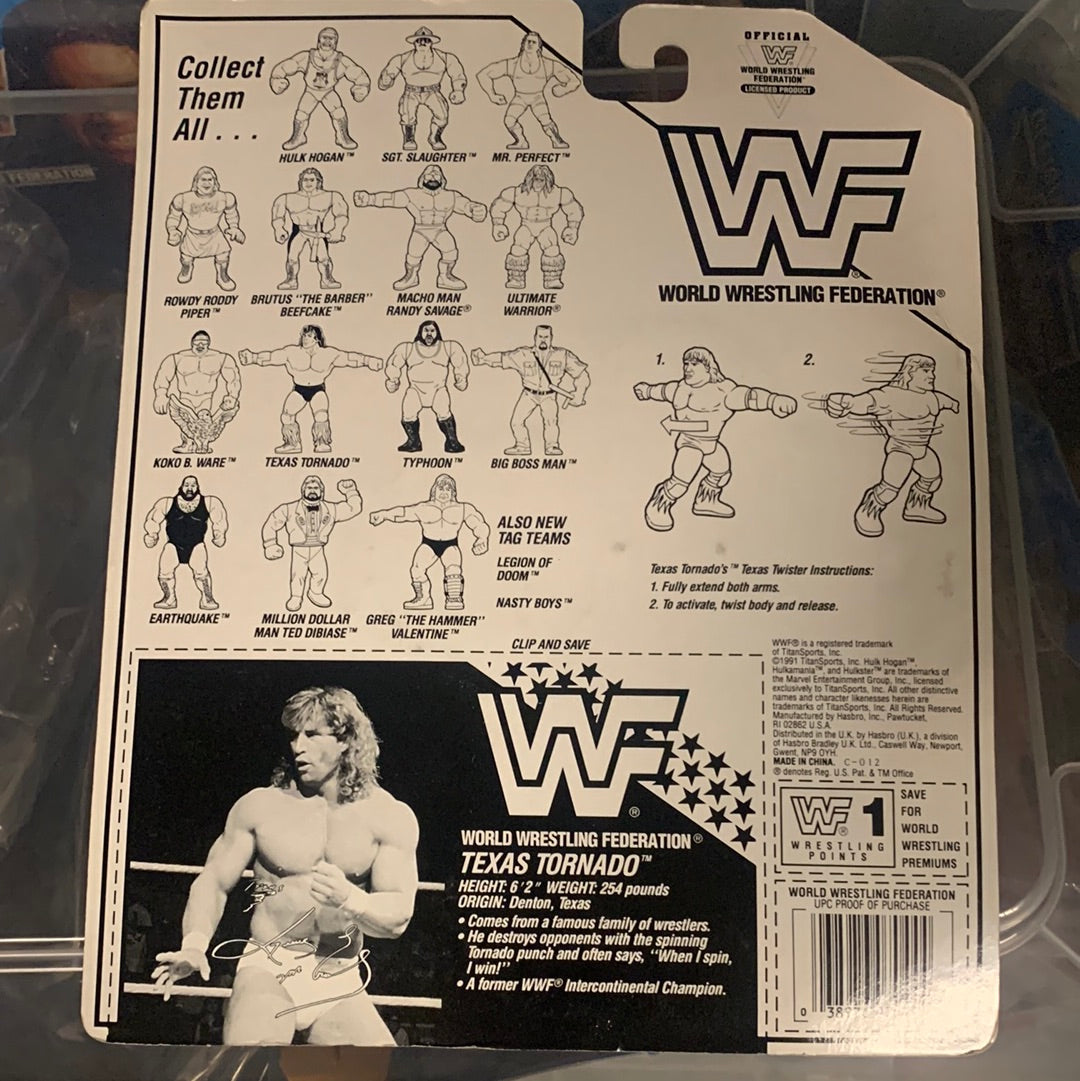 Collect
Them
All . . .
HULK HOGAN™
SGT. SLAUGHTER™
MR. PERFECT™
ROWDY RODDY
PIPER™
BRUTUS "THE BARBER"
BEEFCAKE™
MACHO MAN
RANDY SAVAGE®
ULTIMATE
WARRIOR®
KOKO B. WARE™
TEXAS TORNADO™
TYPHOON™
BIG BOSS MAN™
EARTHQUAKE™
MILLION DOLLAR
MAN TED DIBIASE™
GREG "THE HAMMER"
VALENTINE™
ALSO NEW
TAG TEAMS
LEGION OF
DOOM™
NASTY BOYS™
OFFICIAL
WF
WORLD WRESTLING
FEDERATION
LICENSED PRODUCT
WF®
WORLD WRESTLING FEDERATION®
1.
2.
Texas Tornado's™ Texas Twister Instructions:
1. Fully extend both arms.
2. To activate, twist body and release.
CLIP AND SAVE
WF®
WORLD WRESTLING FEDERATION®
TEXAS TORNADO™
HEIGHT: 6'2" WEIGHT: 254 pounds
ORIGIN: Denton, Texas
• Comes from a famous family of wrestlers.
• He destroys opponents with the spinning
Tornado punch and often says, "When I spin,
I win!"
• A former WWF® Intercontinental Champion.
WWF® is a registered trademark
of TitanSports, Inc.
©1991 TitanSports, Inc. Hulk Hogan™,
Hulkamania™, and Hulkster™ are trademarks of
the Marvel Entertainment Group, Inc., licensed
exclusively to TitanSports, Inc. All other distinctive
names and character likenesses herein are
trademarks of TitanSports, Inc. All Rights Reserved.
Manufactured by Hasbro, Inc., Pawtucket,
RI 02862 U.S.A.
Distributed in the U.K. by Hasbro (U.K.), a division
of Hasbro Bradley U.K. Ltd., Caswell Way, Newport,
Gwent, NP9 0YH.
MADE IN CHINA. C-012
® denotes Reg. U.S. Pat. & TM Office
WF® 1
WRESTLING
POINTS
SAVE
FOR
WORLD
WRESTLING
PREMIUMS
WORLD WRESTLING FEDERATION
UPC PROOF OF PURCHASE
0
FEDERATION